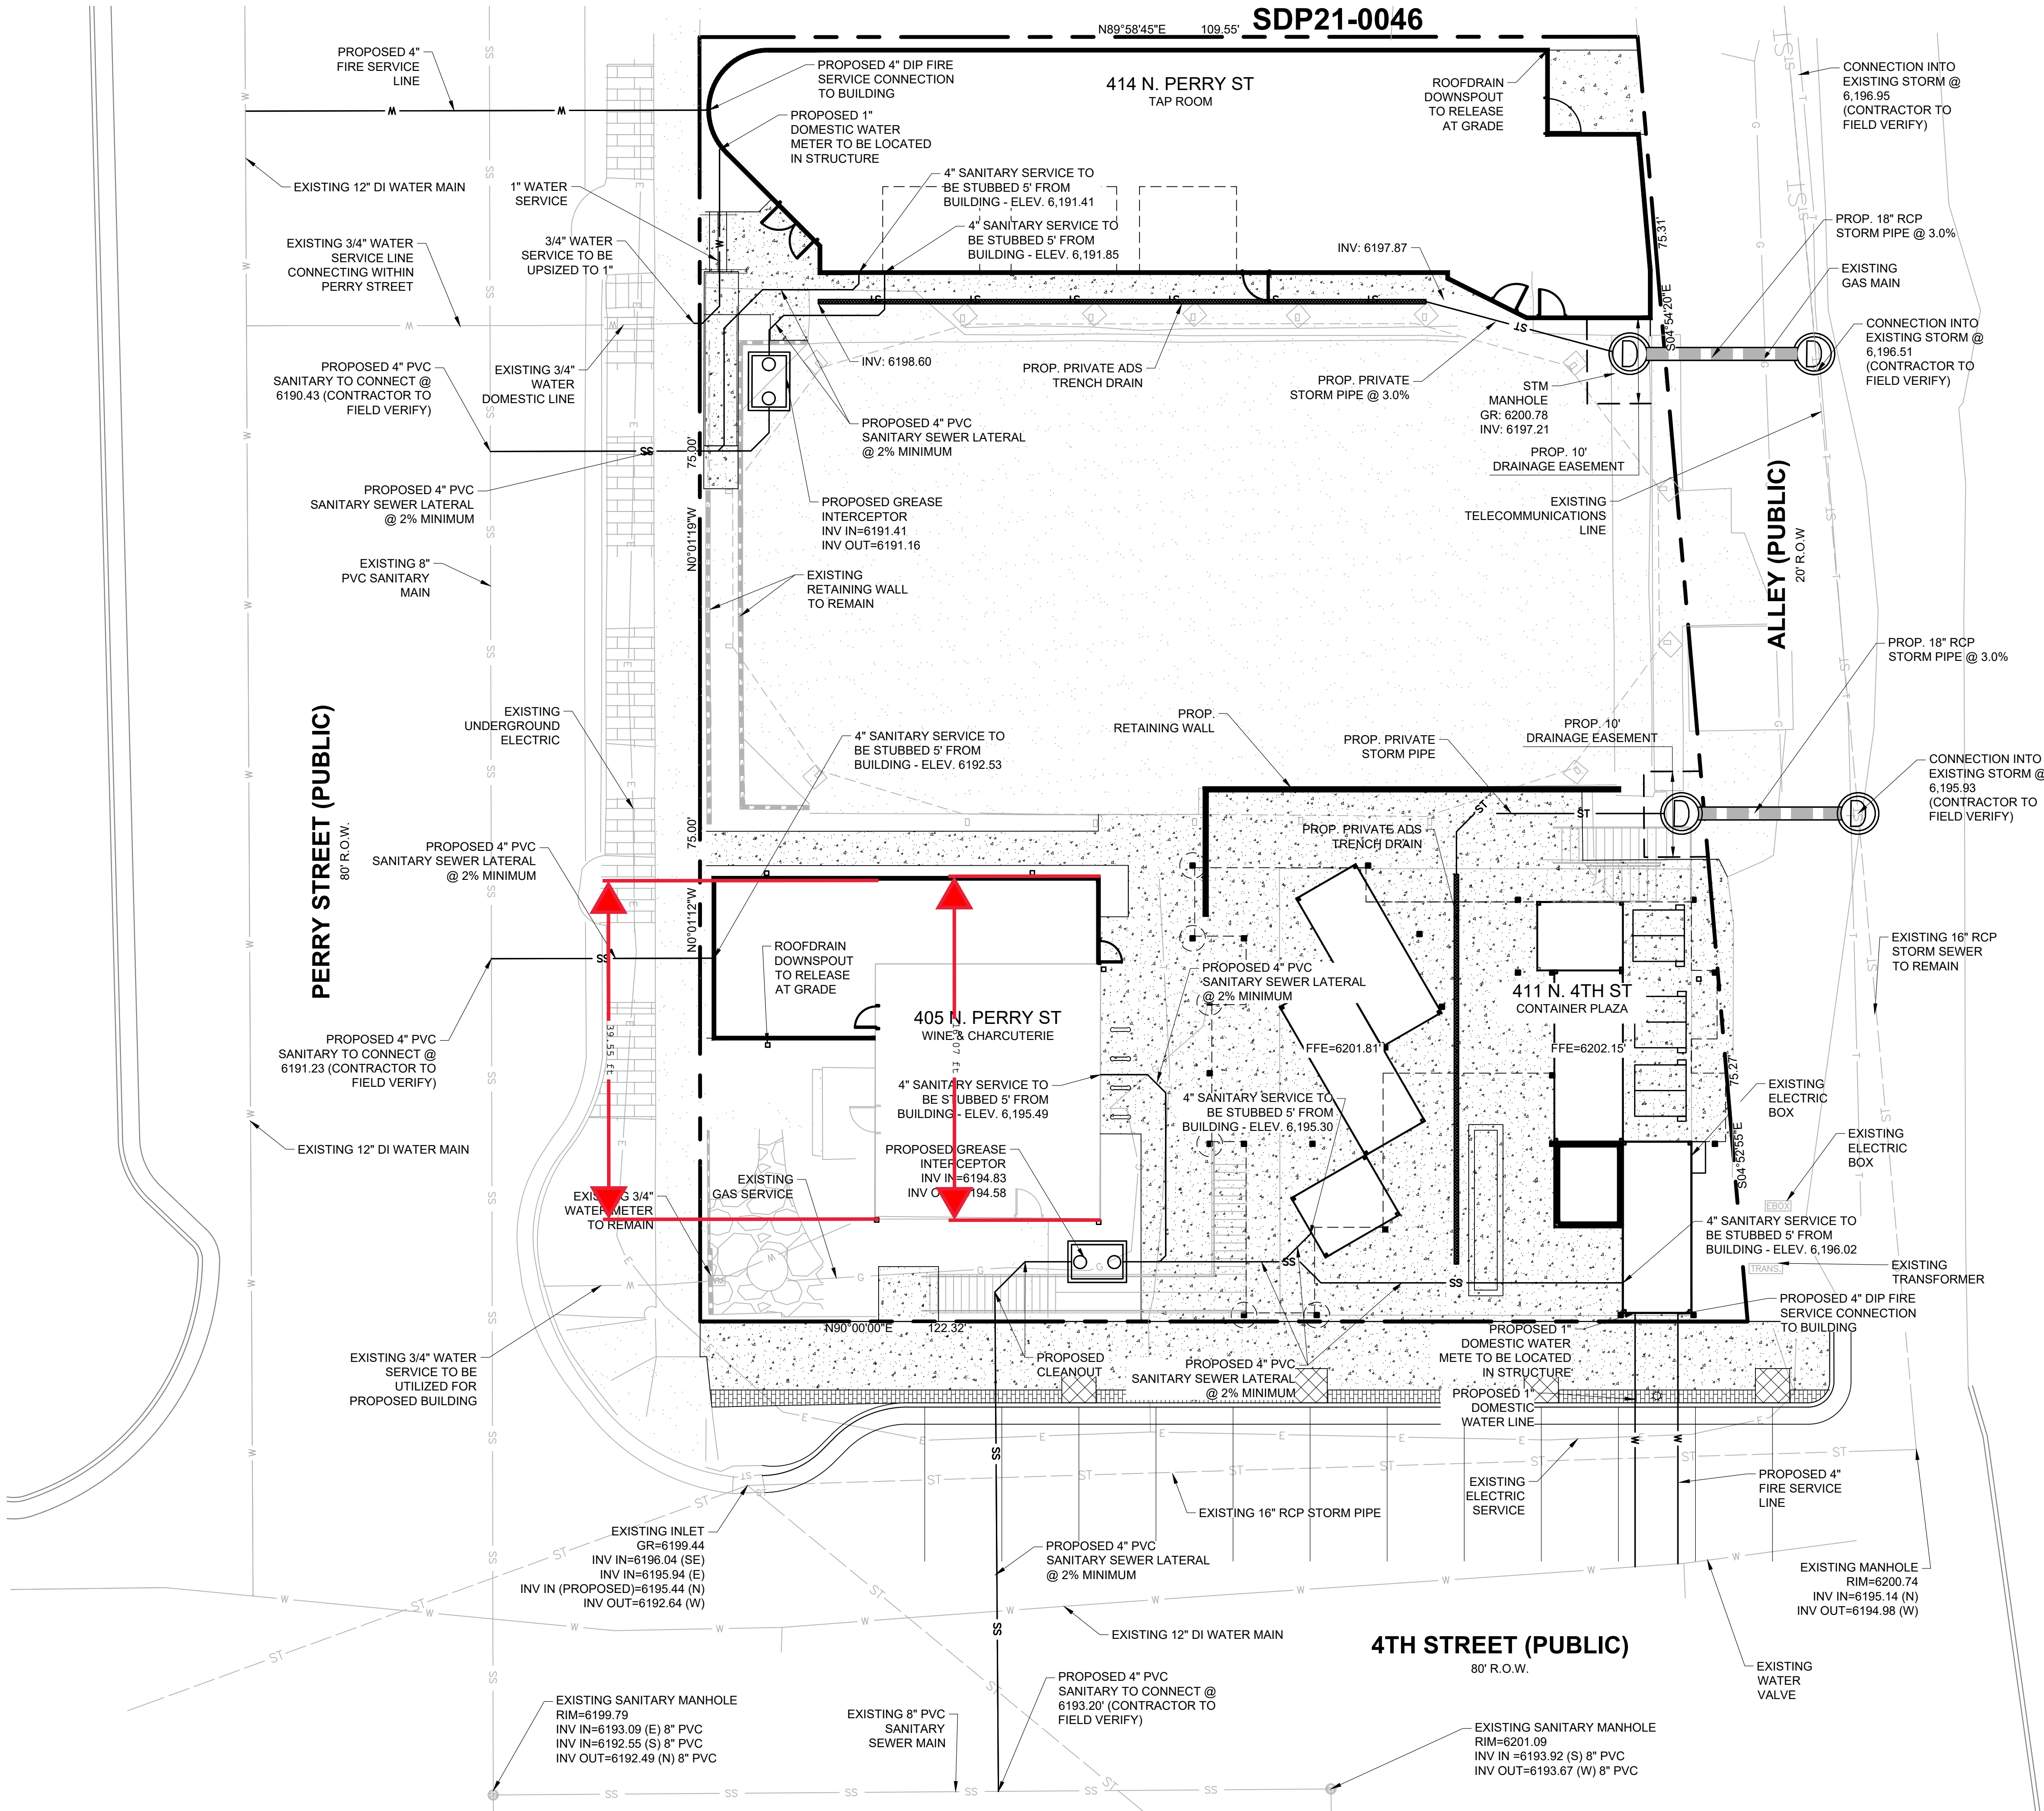 SDP21-0046
N89°58'45"E 109.55'
PROPOSED 4"
FIRE SERVICE
LINE
PROPOSED 4" DIP FIRE
SERVICE CONNECTION
TO BUILDING
414 N. PERRY ST
TAP ROOM
ROOFDRAIN
DOWNSPOUT
TO RELEASE
AT GRADE
CONNECTION INTO
EXISTING STORM @
6,196.95
(CONTRACTOR TO
FIELD VERIFY)
PROPOSED 1"
DOMESTIC WATER
METER TO BE LOCATED
IN STRUCTURE
EXISTING 12" DI WATER MAIN
1" WATER
SERVICE
4" SANITARY SERVICE TO
BE STUBBED 5' FROM
BUILDING - ELEV. 6,191.41
4" SANITARY SERVICE TO
BE STUBBED 5' FROM
BUILDING - ELEV. 6,191.85
PROP. 18" RCP
STORM PIPE @ 3.0%
EXISTING 3/4" WATER
SERVICE LINE
CONNECTING WITHIN
PERRY STREET
3/4" WATER
SERVICE TO BE
UPSIZED TO 1"
INV: 6197.87
75.31'
S04°54'20"E
EXISTING
GAS MAIN
CONNECTION INTO
EXISTING STORM @
6,196.51
(CONTRACTOR TO
FIELD VERIFY)
PROPOSED 4" PVC
SANITARY TO CONNECT @
6190.43 (CONTRACTOR TO
FIELD VERIFY)
EXISTING 3/4"
WATER
DOMESTIC LINE
INV: 6198.60
PROP. PRIVATE ADS
TRENCH DRAIN
PROP. PRIVATE
STORM PIPE @ 3.0%
STM
MANHOLE
GR: 6200.78
INV: 6197.21
PROPOSED 4" PVC
SANITARY SEWER LATERAL
@ 2% MINIMUM
PROP. 10'
DRAINAGE EASEMENT
75.00'
N0°01'19"W
PROPOSED 4" PVC
SANITARY SEWER LATERAL
@ 2% MINIMUM
PROPOSED GREASE
INTERCEPTOR
INV IN=6191.41
INV OUT=6191.16
EXISTING
TELECOMMUNICATIONS
LINE
ALLEY (PUBLIC)
20' R.O.W
EXISTING 8"
PVC SANITARY
MAIN
EXISTING
RETAINING WALL
TO REMAIN
PROP. 18" RCP
STORM PIPE @ 3.0%
PERRY STREET (PUBLIC)
80' R.O.W.
EXISTING
UNDERGROUND
ELECTRIC
4" SANITARY SERVICE TO
BE STUBBED 5' FROM
BUILDING - ELEV. 6192.53
PROP.
RETAINING WALL
PROP. PRIVATE
STORM PIPE
PROP. 10'
DRAINAGE EASEMENT
CONNECTION INTO
EXISTING STORM @
6,195.93
(CONTRACTOR TO
FIELD VERIFY)
75.00'
N0°01'12"W
PROPOSED 4" PVC
SANITARY SEWER LATERAL
@ 2% MINIMUM
PROP. PRIVATE ADS
TRENCH DRAIN
ROOFDRAIN
DOWNSPOUT
TO RELEASE
AT GRADE
PROPOSED 4" PVC
SANITARY SEWER LATERAL
@ 2% MINIMUM
EXISTING 16" RCP
STORM SEWER
TO REMAIN
411 N. 4TH ST
CONTAINER PLAZA
405 N. PERRY ST
WINE & CHARCUTERIE
39.55 ft
FFE=6201.81'
FFE=6202.15'
PROPOSED 4" PVC
SANITARY TO CONNECT @
6191.23 (CONTRACTOR TO
FIELD VERIFY)
4" SANITARY SERVICE TO
BE STUBBED 5' FROM
BUILDING - ELEV. 6,195.49
4" SANITARY SERVICE TO
BE STUBBED 5' FROM
BUILDING - ELEV. 6,195.30
75.27'
S04°52'55"E
EXISTING
ELECTRIC
BOX
EXISTING 12" DI WATER MAIN
EXISTING
ELECTRIC
BOX
PROPOSED GREASE
INTERCEPTOR
INV IN=6194.83
INV 6194.58
EXISTING
GAS SERVICE
EXISTING 3/4"
WATER METER
TO REMAIN
EBOX
4" SANITARY SERVICE TO
BE STUBBED 5' FROM
BUILDING - ELEV. 6,196.02
TRANS.
EXISTING
TRANSFORMER
PROPOSED 4" DIP FIRE
SERVICE CONNECTION
TO BUILDING
N90°00'00"E 122.32'
PROPOSED 1"
DOMESTIC WATER
METE TO BE LOCATED
IN STRUCTURE
EXISTING 3/4" WATER
SERVICE TO BE
UTILIZED FOR
PROPOSED BUILDING
PROPOSED
CLEANOUT
PROPOSED 4" PVC
SANITARY SEWER LATERAL
@ 2% MINIMUM
PROPOSED 1"
DOMESTIC
WATER LINE
EXISTING
ELECTRIC
SERVICE
PROPOSED 4"
FIRE SERVICE
LINE
EXISTING 16" RCP STORM PIPE
EXISTING INLET
GR=6199.44
INV IN=6196.04 (SE)
INV IN=6195.94 (E)
INV IN (PROPOSED)=6195.44 (N)
INV OUT=6192.64 (W)
PROPOSED 4" PVC
SANITARY SEWER LATERAL
@ 2% MINIMUM
EXISTING MANHOLE
RIM=6200.74
INV IN=6195.14 (N)
INV OUT=6194.98 (W)
EXISTING 12" DI WATER MAIN
4TH STREET (PUBLIC)
80' R.O.W.
EXISTING
WATER
VALVE
PROPOSED 4" PVC
SANITARY TO CONNECT @
6193.20' (CONTRACTOR TO
FIELD VERIFY)
EXISTING SANITARY MANHOLE
RIM=6199.79
INV IN=6193.09 (E) 8" PVC
INV IN=6192.55 (S) 8" PVC
INV OUT=6192.49 (N) 8" PVC
EXISTING 8" PVC
SANITARY
SEWER MAIN
EXISTING SANITARY MANHOLE
RIM=6201.09
INV IN =6193.92 (S) 8" PVC
INV OUT=6193.67 (W) 8" PVC